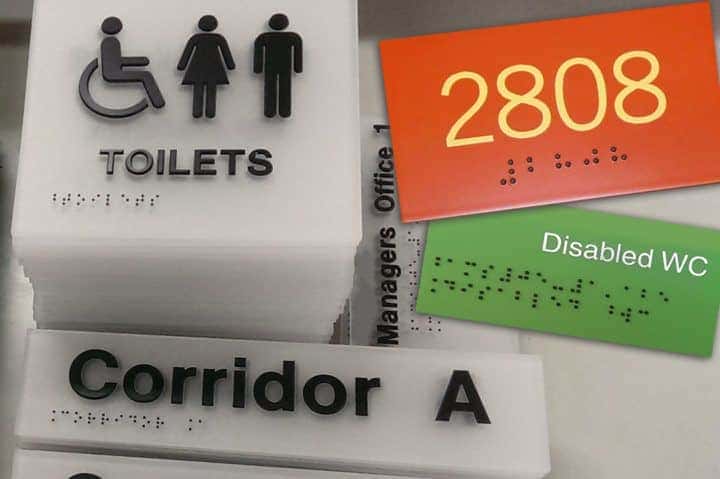 TOILETS
Managers Office 1
2808
Disabled WC
Corridor A